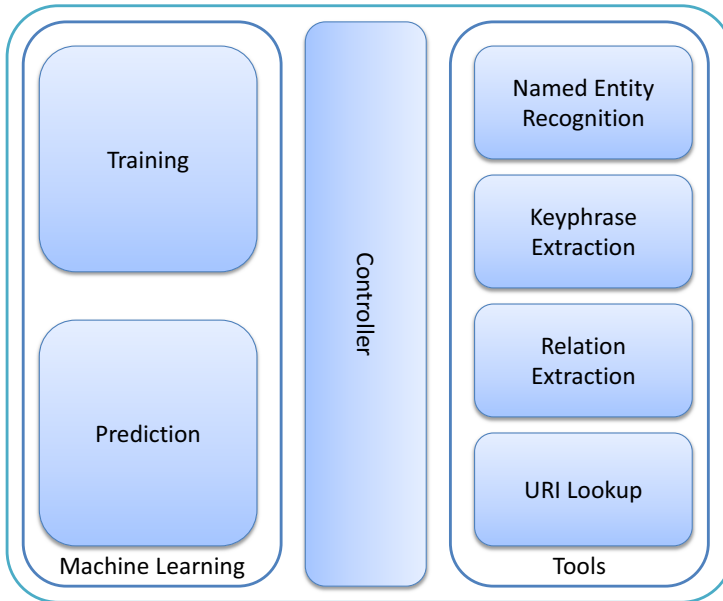 Training
Prediction
Machine Learning
Controller
Named Entity
Recognition
Keyphrase
Extraction
Relation
Extraction
URI Lookup
Tools